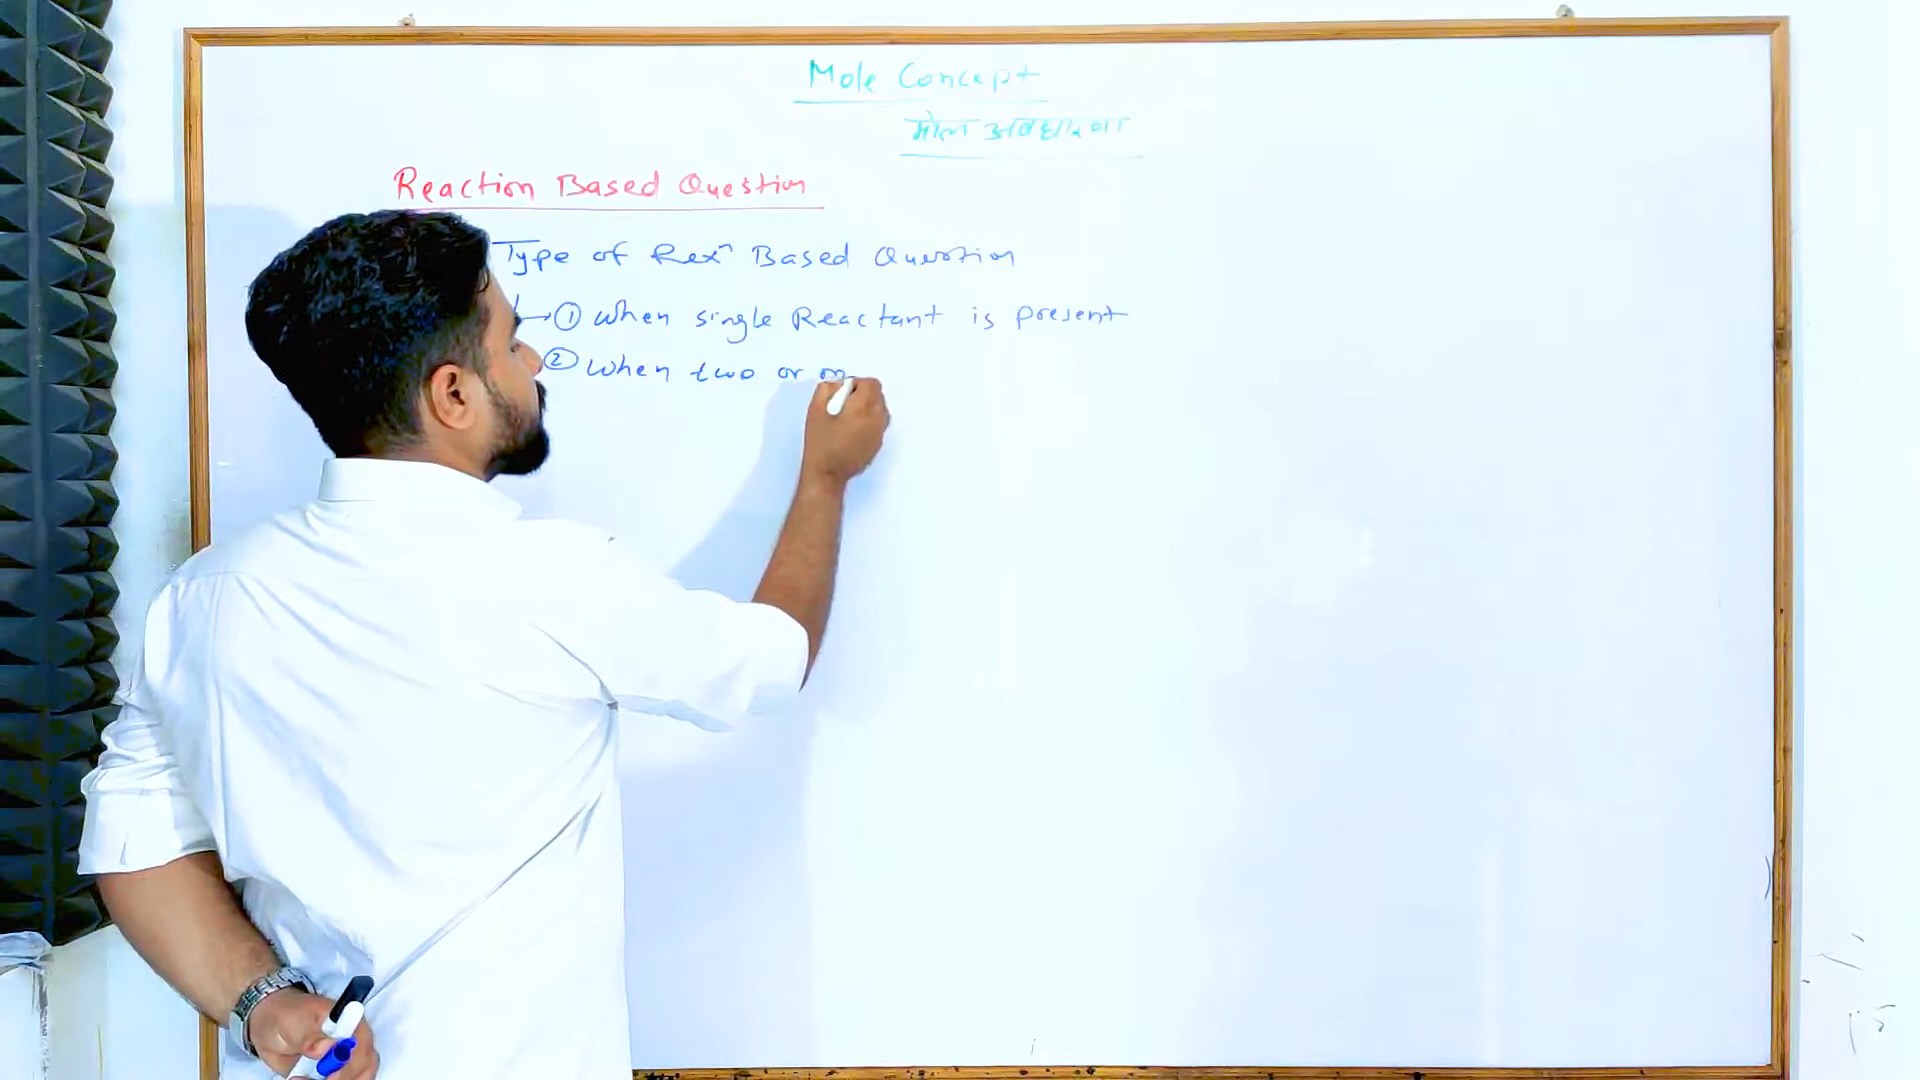 Mole Concept
मोल अवधारणा
Reaction Based Question
Type of Rexⁿ Based Question
① When single Reactant is present
② When two or